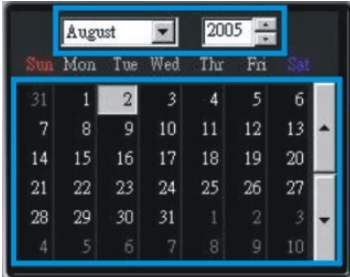 August 2005
Sun Mon Tue Wed Thr Fri Sat
31 1 2 3 4 5 6
7 8 9 10 11 12 13
14 15 16 17 18 19 20
21 22 23 24 25 26 27
28 29 30 31 1 2 3
4 5 6 7 8 9 10